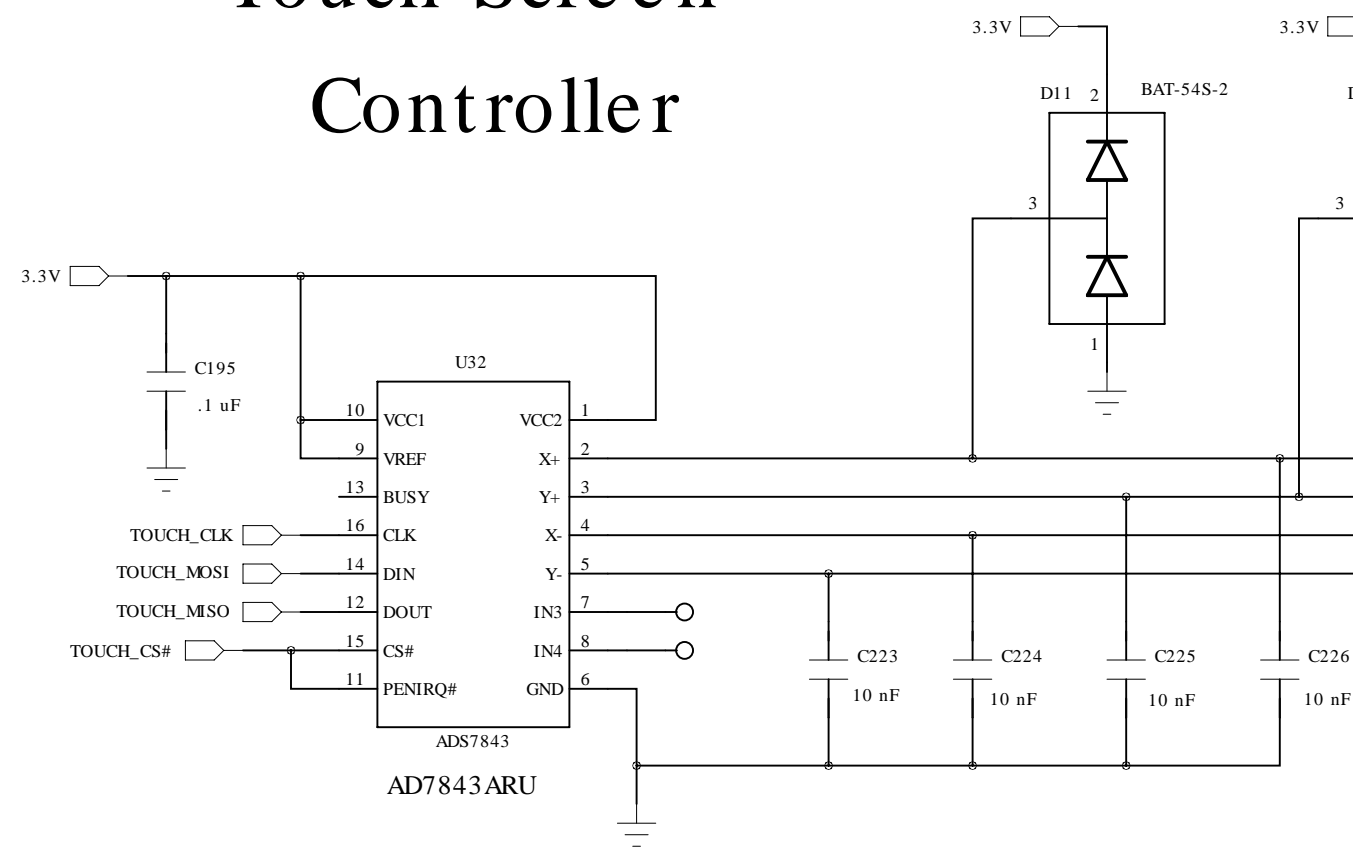 Touch Screen
Controller
3.3V
3.3V
D11
2
BAT-54S-2
3
3
1
3.3V
C195
.1 uF
U32
10
VCC1
VCC2
1
9
VREF
X+
2
13
BUSY
Y+
3
TOUCH_CLK
16
CLK
X-
4
TOUCH_MOSI
14
DIN
Y-
5
TOUCH_MISO
12
DOUT
IN3
7
TOUCH_CS#
15
CS#
IN4
8
11
PENIRQ#
GND
6
C223
10 nF
C224
10 nF
C225
10 nF
C226
10 nF
ADS7843
AD7843ARU